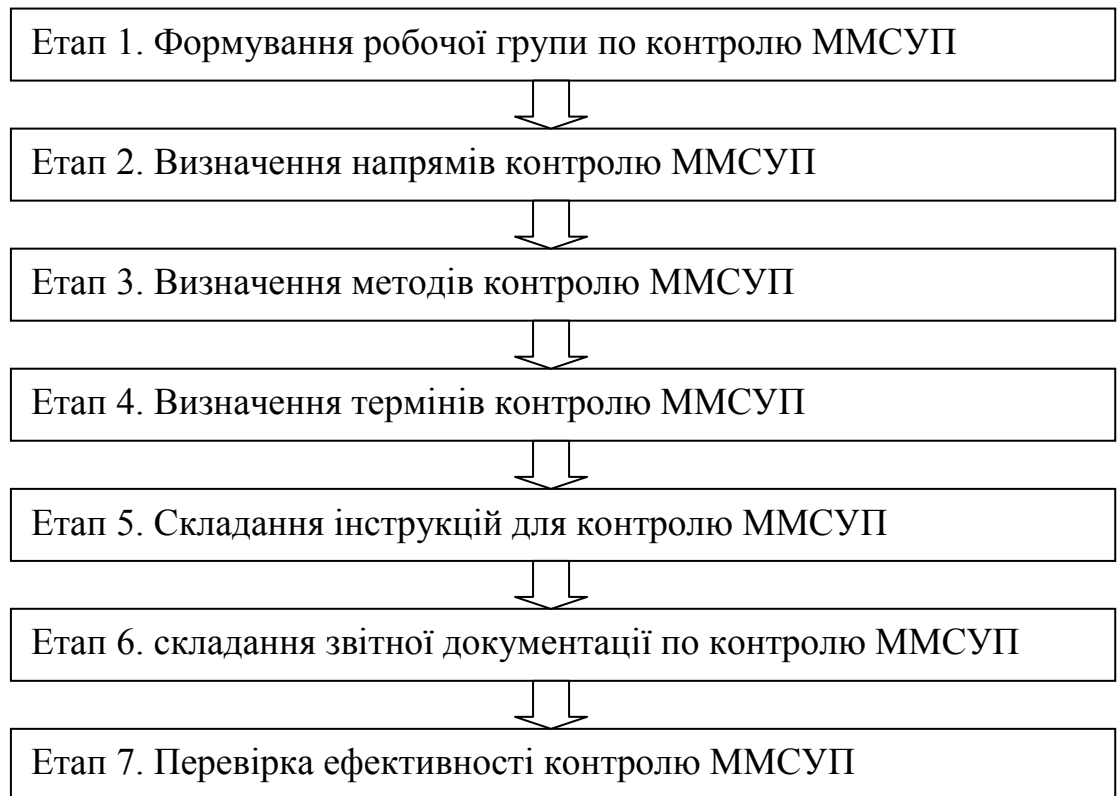 Етап 1. Формування робочої групи по контролю ММСУП
Етап 2. Визначення напрямів контролю ММСУП
Етап 3. Визначення методів контролю ММСУП
Етап 4. Визначення термінів контролю ММСУП
Етап 5. Складання інструкцій для контролю ММСУП
Етап 6. складання звітної документації по контролю ММСУП
Етап 7. Перевірка ефективності контролю ММСУП